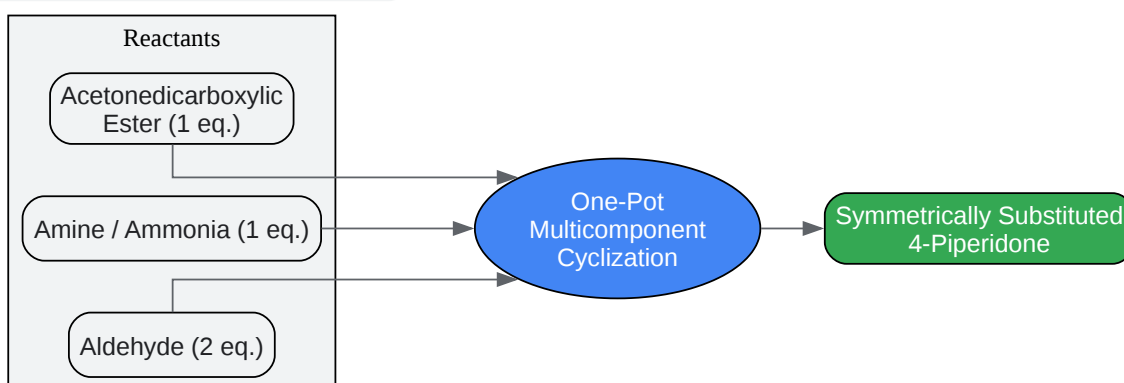 Reactants
Acetonedicarboxylic
Ester (1 eq.)
Amine / Ammonia (1 eq.)
Aldehyde (2 eq.)
One-Pot
Multicomponent
Cyclization
Symmetrically Substituted
4-Piperidone